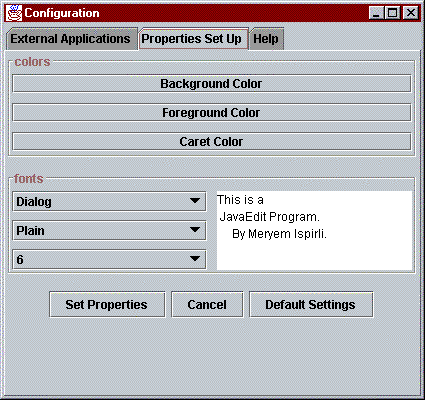 Configuration
External Applications Properties Set Up Help
colors
Background Color
Foreground Color
Caret Color
fonts
Dialog
Plain
6
This is a
JavaEdit Program.
By Meryem Ispirli.
Set Properties Cancel Default Settings